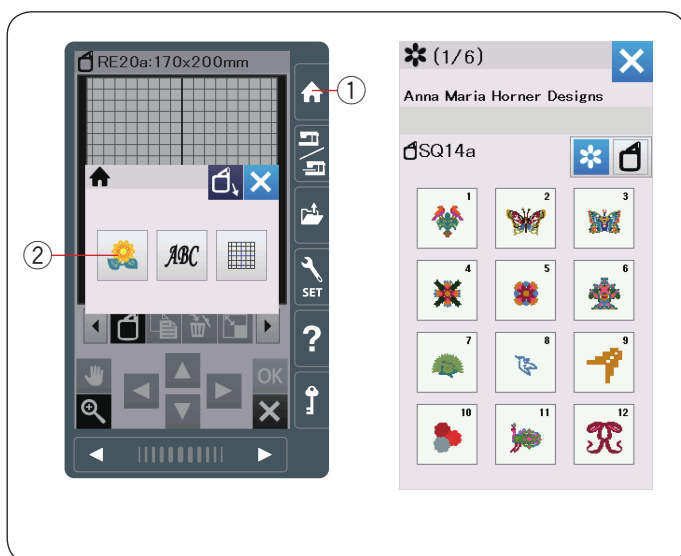 RE20a:170x200mm
1
2
ABC
SET
?
OK
(1/6)
Anna Maria Horner Designs
SQ14a
1 2 3
4 5 6
7 8 9
10 11 12